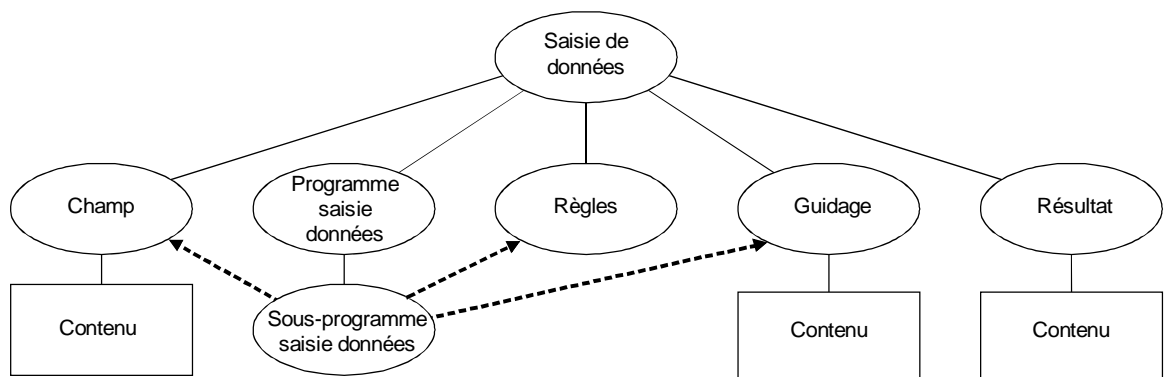 Saisie de
données
Champ
Programme
saisie
données
Règles
Guidage
Résultat
Contenu
Sous-programme
saisie données
Contenu
Contenu